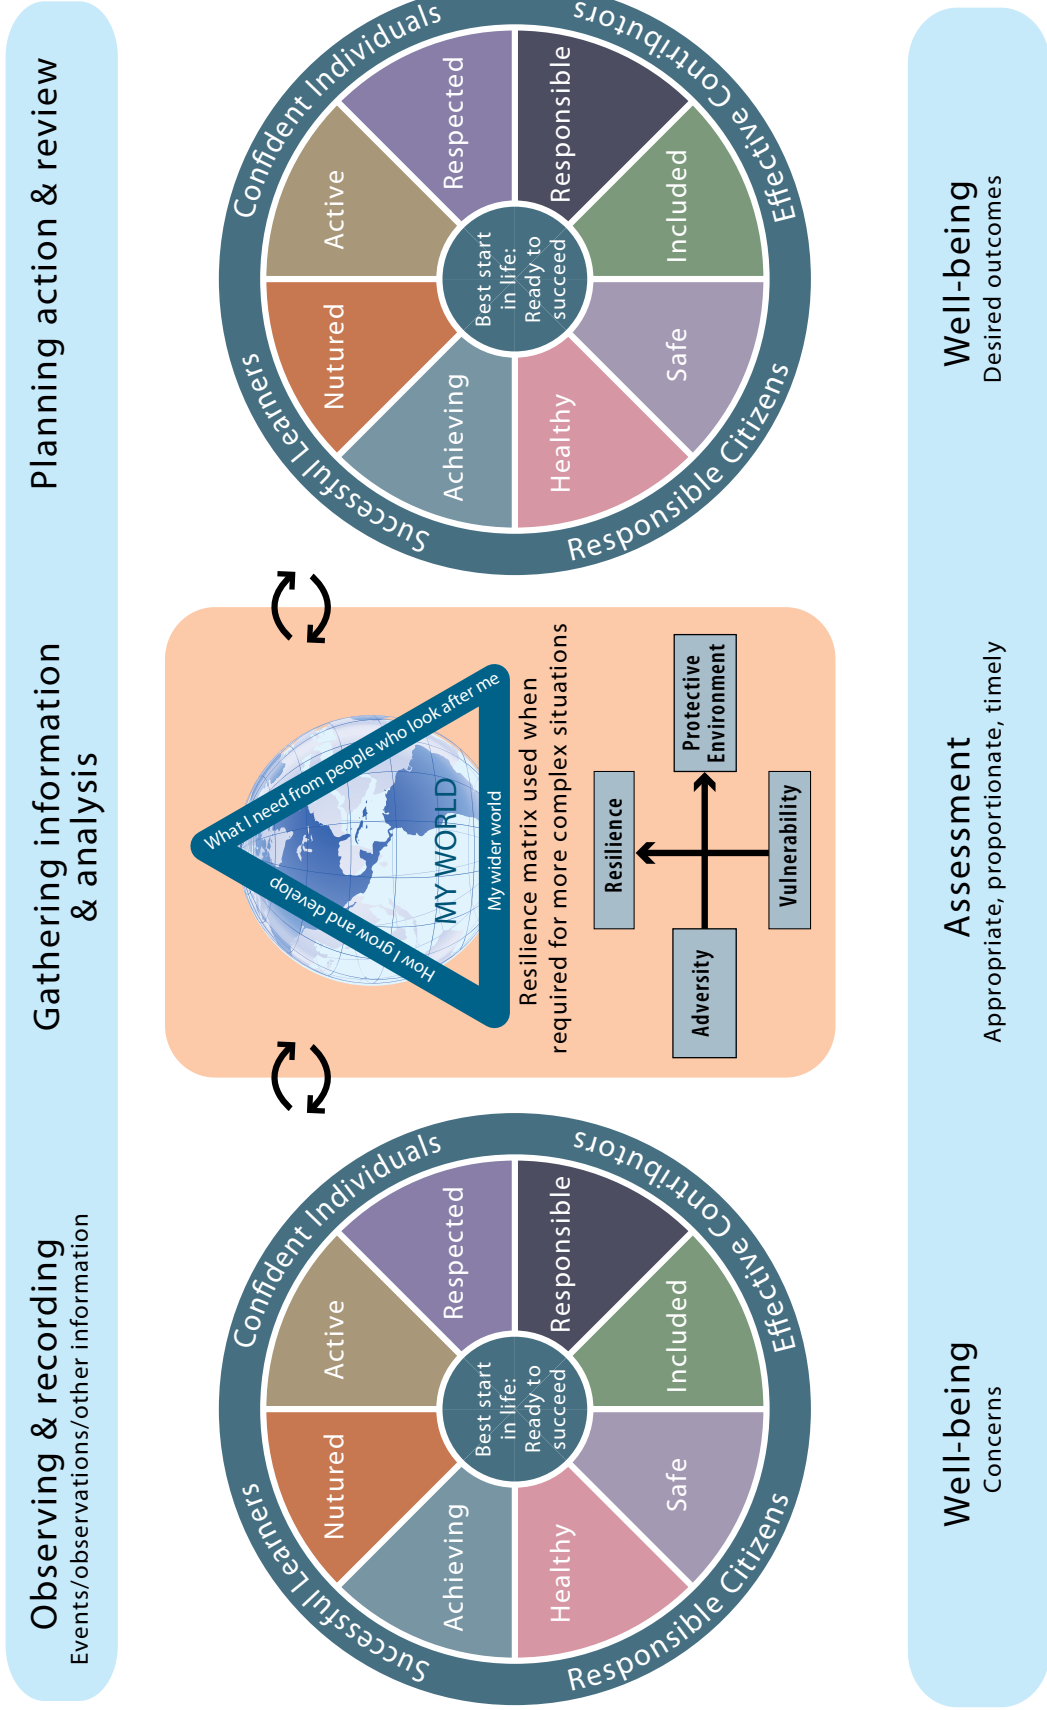 Observing & recording
Events/observations/other information
Gathering information
& analysis
Planning action & review
Confident Individuals
Effective Contributors
Responsible Citizens
Successful Learners
Nutured
Active
Respected
Responsible
Included
Safe
Healthy
Achieving
Best start
in life:
Ready to
succeed
How I grow and develop
What I need from people who look after me
MY WORLD
My wider world
Resilience matrix used when
required for more complex situations
Resilience
Adversity
Protective
Environment
Vulnerability
Confident Individuals
Effective Contributors
Responsible Citizens
Successful Learners
Nutured
Active
Respected
Responsible
Included
Safe
Healthy
Achieving
Best start
in life:
Ready to
succeed
Well-being
Concerns
Assessment
Appropriate, proportionate, timely
Well-being
Desired outcomes